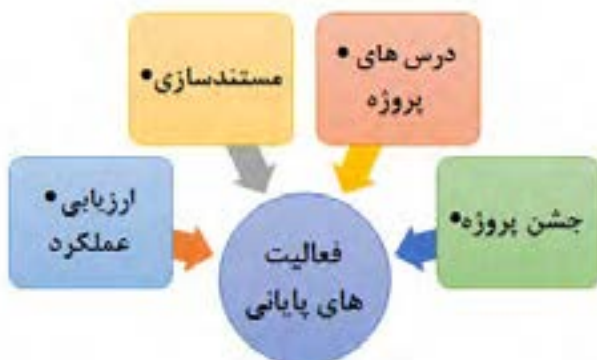 درس های •
پروژه
مستندسازی •
جشن پروژه •
ارزیابی •
عملکرد
فعالیت
های پایانی